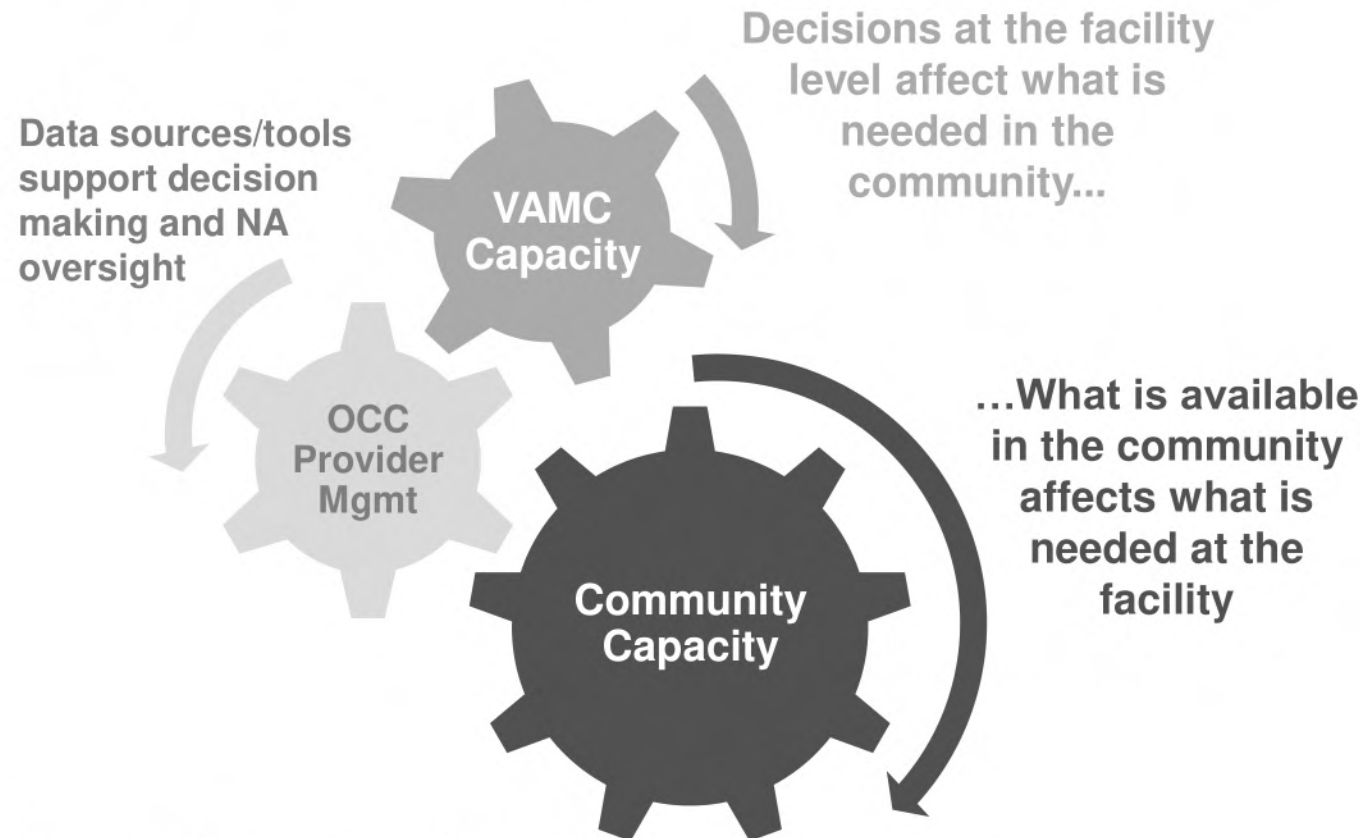 Decisions at the facility
level affect what is
needed in the
community...
Data sources/tools
support decision
making and NA
oversight
VAMC
Capacity
OCC
Provider
Mgmt
...What is available
in the community
affects what is
needed at the
facility
Community
Capacity